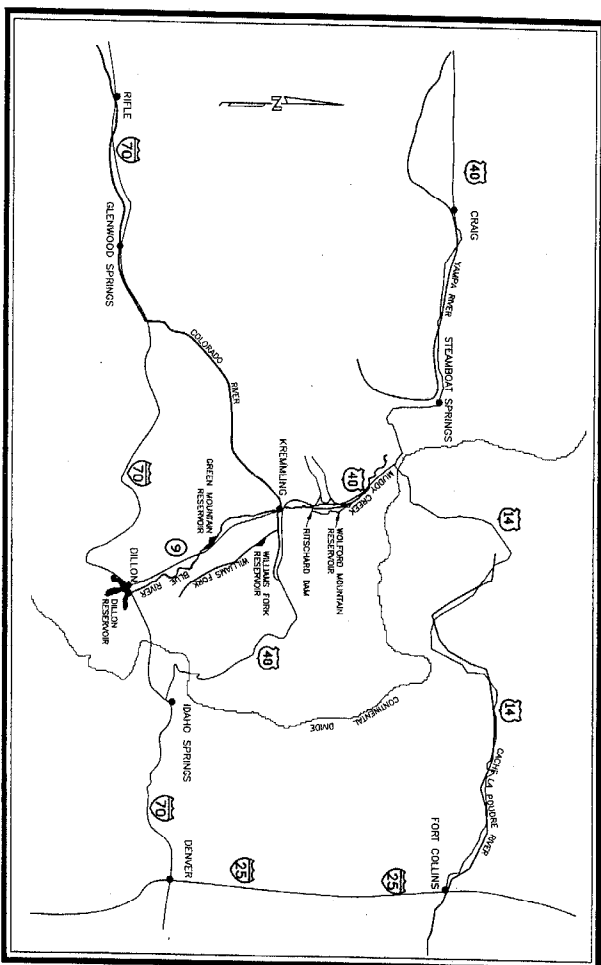 14
14
CACHE LA POUDRE RIVER
40
CRAIG
YAMPA RIVER
STEAMBOAT
SPRINGS
FORT COLLINS
25
MUDDY CREEK
CONTINENTAL
DIVIDE
40
WOLFORD MOUNTAIN
RESERVOIR
RITSCHARD DAM
N
KREMMLING
WILLIAMS FORK
RESERVOIR
40
COLORADO
RIVER
25
WILLIAMS FORK
GREEN MOUNTAIN
RESERVOIR
9
BLUE
RIVER
IDAHO SPRINGS
DENVER
70
RIFLE
70
GLENWOOD SPRINGS
70
DILLON
DILLON
RESERVOIR